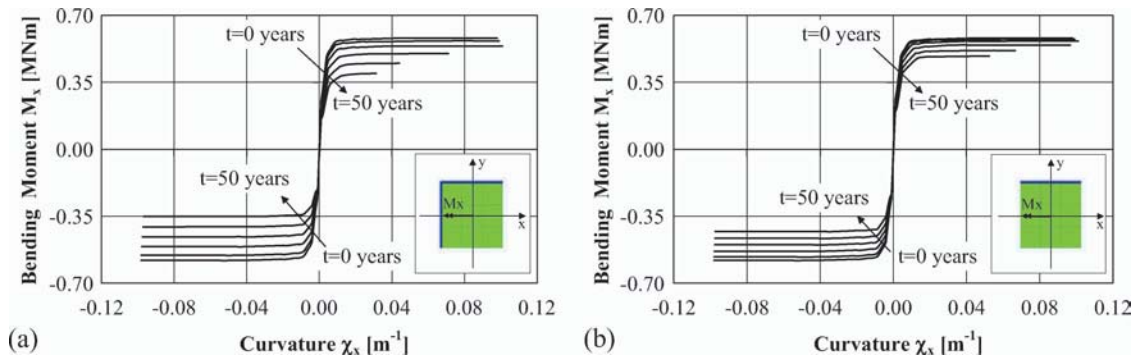 Bending Moment Mx [MNm]
0.70
0.35
0.00
-0.35
-0.70
t=0 years
t=50 years
t=50 years
t=0 years
y
Mx
x
-0.12 -0.08 -0.04 0.00 0.04 0.08 0.12
(a)
Curvature χx [m-1]
Bending Moment Mx [MNm]
0.70
0.35
0.00
-0.35
-0.70
t=0 years
t=50 years
t=50 years
t=0 years
y
Mx
x
-0.12 -0.08 -0.04 0.00 0.04 0.08 0.12
(b)
Curvature χx [m-1]